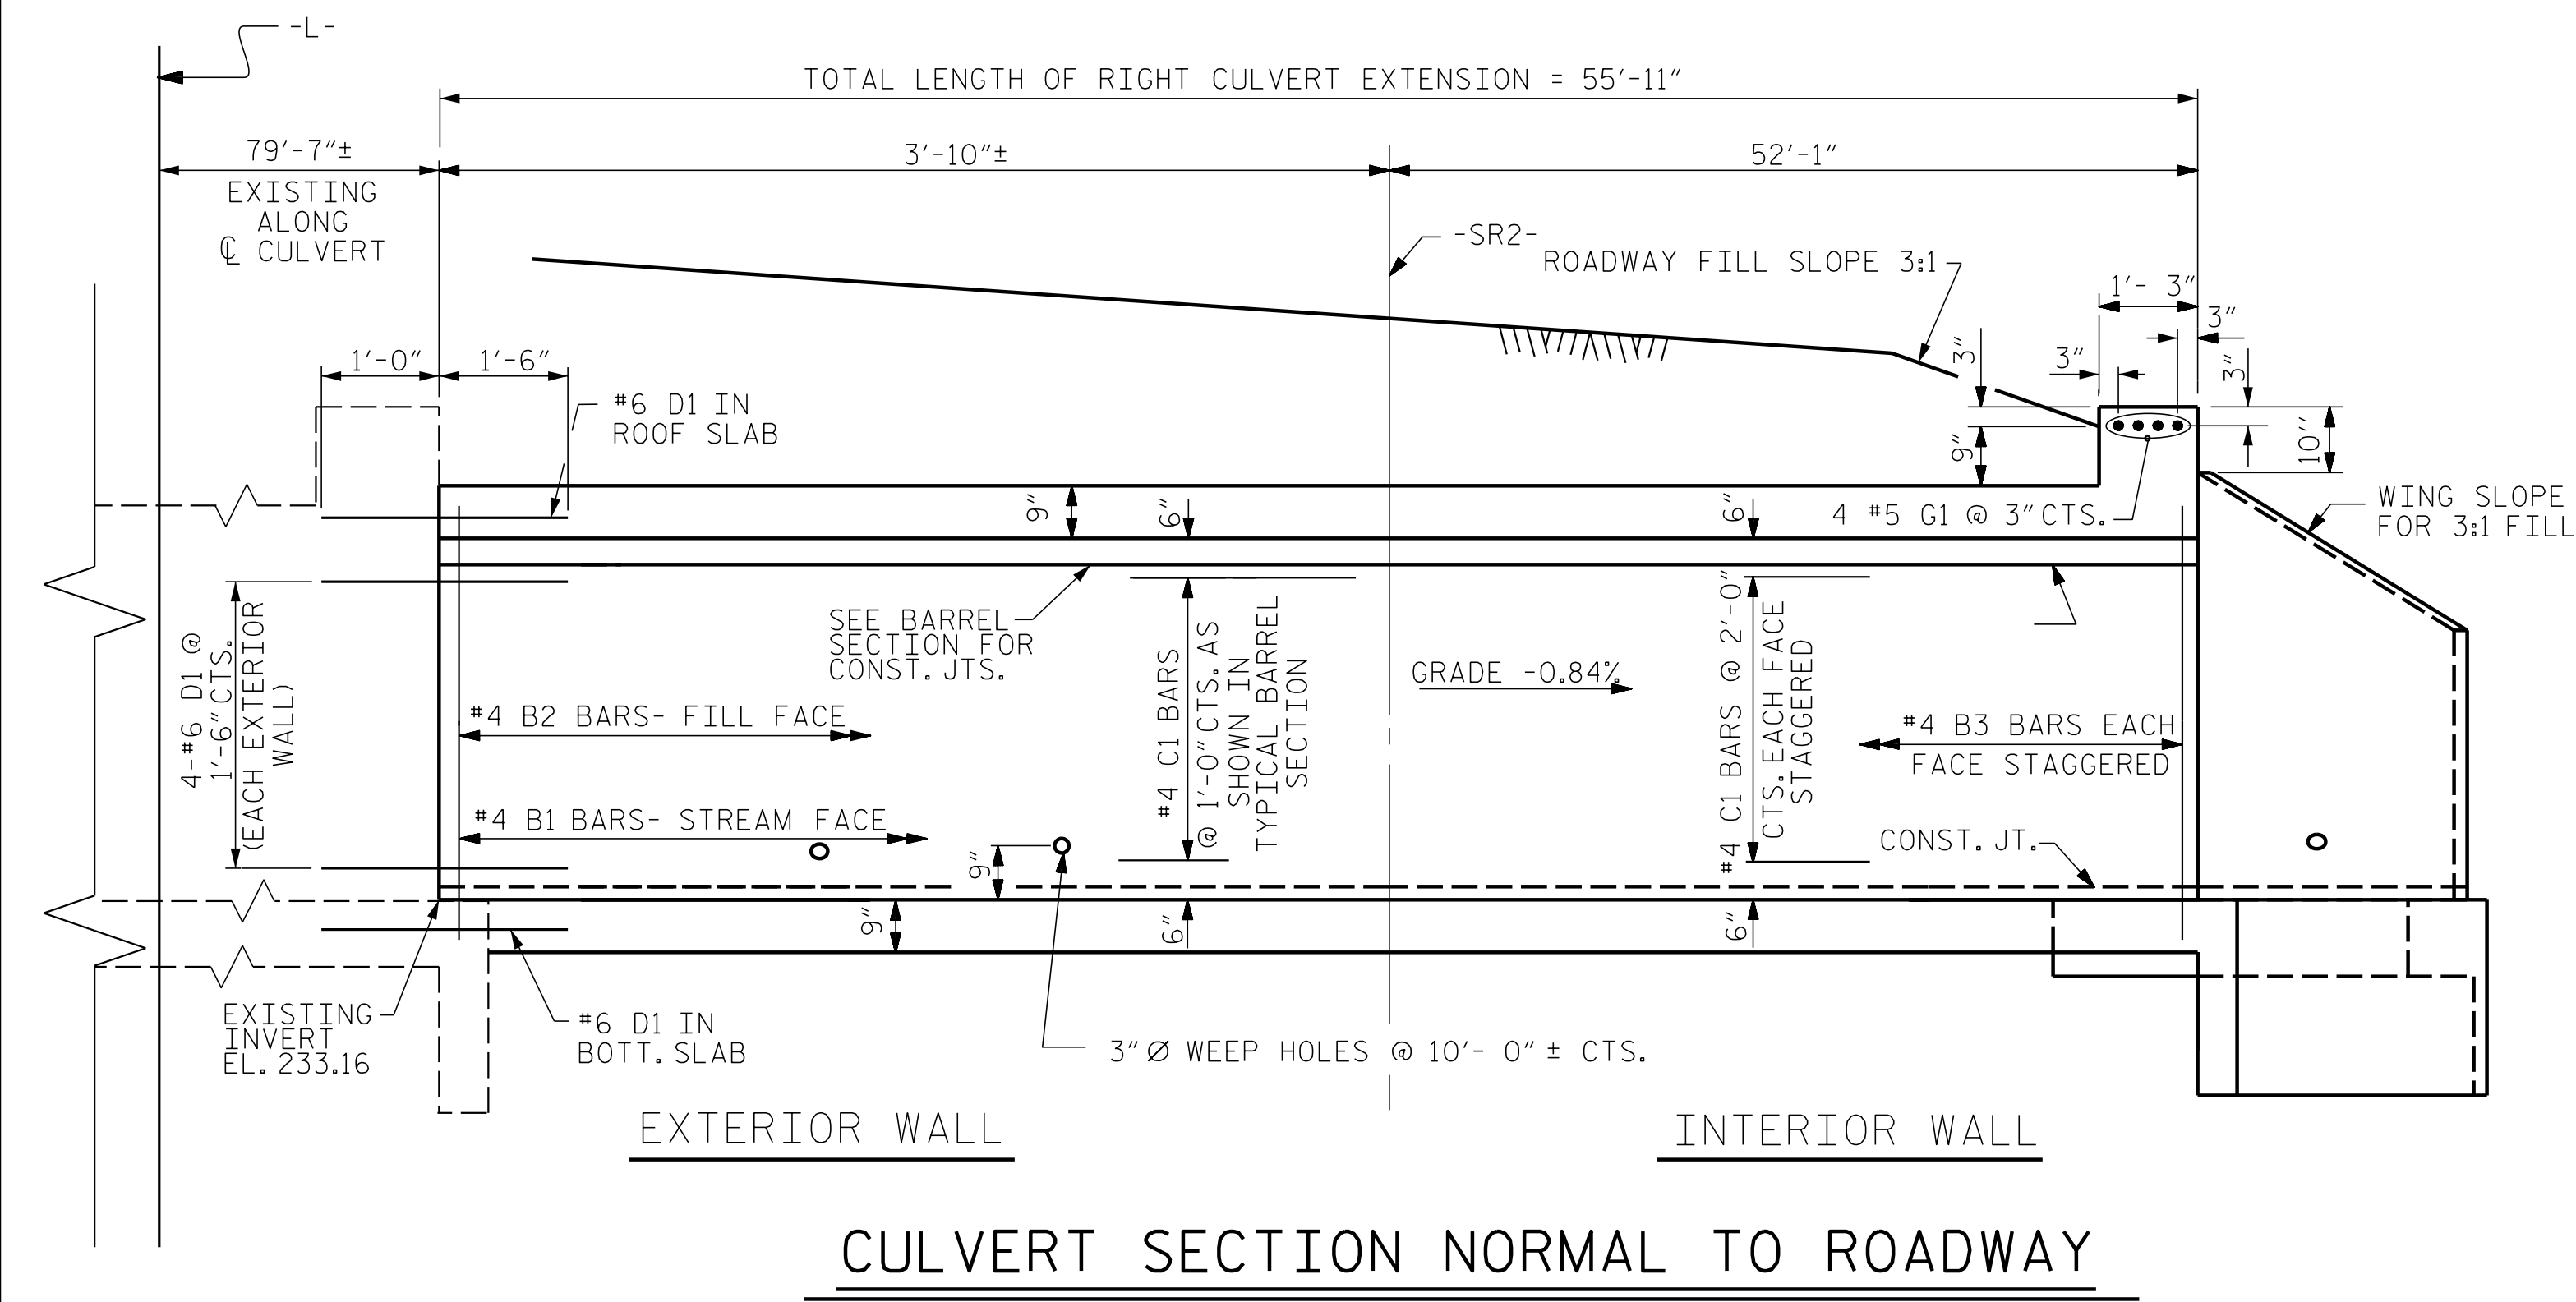 -L-
TOTAL LENGTH OF RIGHT CULVERT EXTENSION = 55'-11"
79'-7"±
EXISTING
ALONG
℄ CULVERT
3'-10"±
52'-1"
-SR2-
ROADWAY FILL SLOPE 3:1
1'- 3"
3"
3"
3"
3"
10"
9"
1'-0"
1'-6"
#6 D1 IN
ROOF SLAB
9"
6"
6"
4 #5 G1 @ 3"CTS.
WING SLOPE
FOR 3:1 FILL
4-#6 D1 @
1'-6"CTS.
(EACH EXTERIOR
WALL)
SEE BARREL
SECTION FOR
CONST. JTS.
#4 C1 BARS
@ 1'-0"CTS. AS
SHOWN IN
TYPICAL BARREL
SECTION
GRADE -0.84%
#4 C1 BARS @ 2'-0"
CTS. EACH FACE
STAGGERED
#4 B2 BARS- FILL FACE
#4 B3 BARS EACH
FACE STAGGERED
#4 B1 BARS- STREAM FACE
9"
CONST. JT.
9"
6"
6"
EXISTING
INVERT
EL. 233.16
#6 D1 IN
BOTT. SLAB
3"Ø WEEP HOLES @ 10'- 0"± CTS.
EXTERIOR WALL
INTERIOR WALL
CULVERT SECTION NORMAL TO ROADWAY